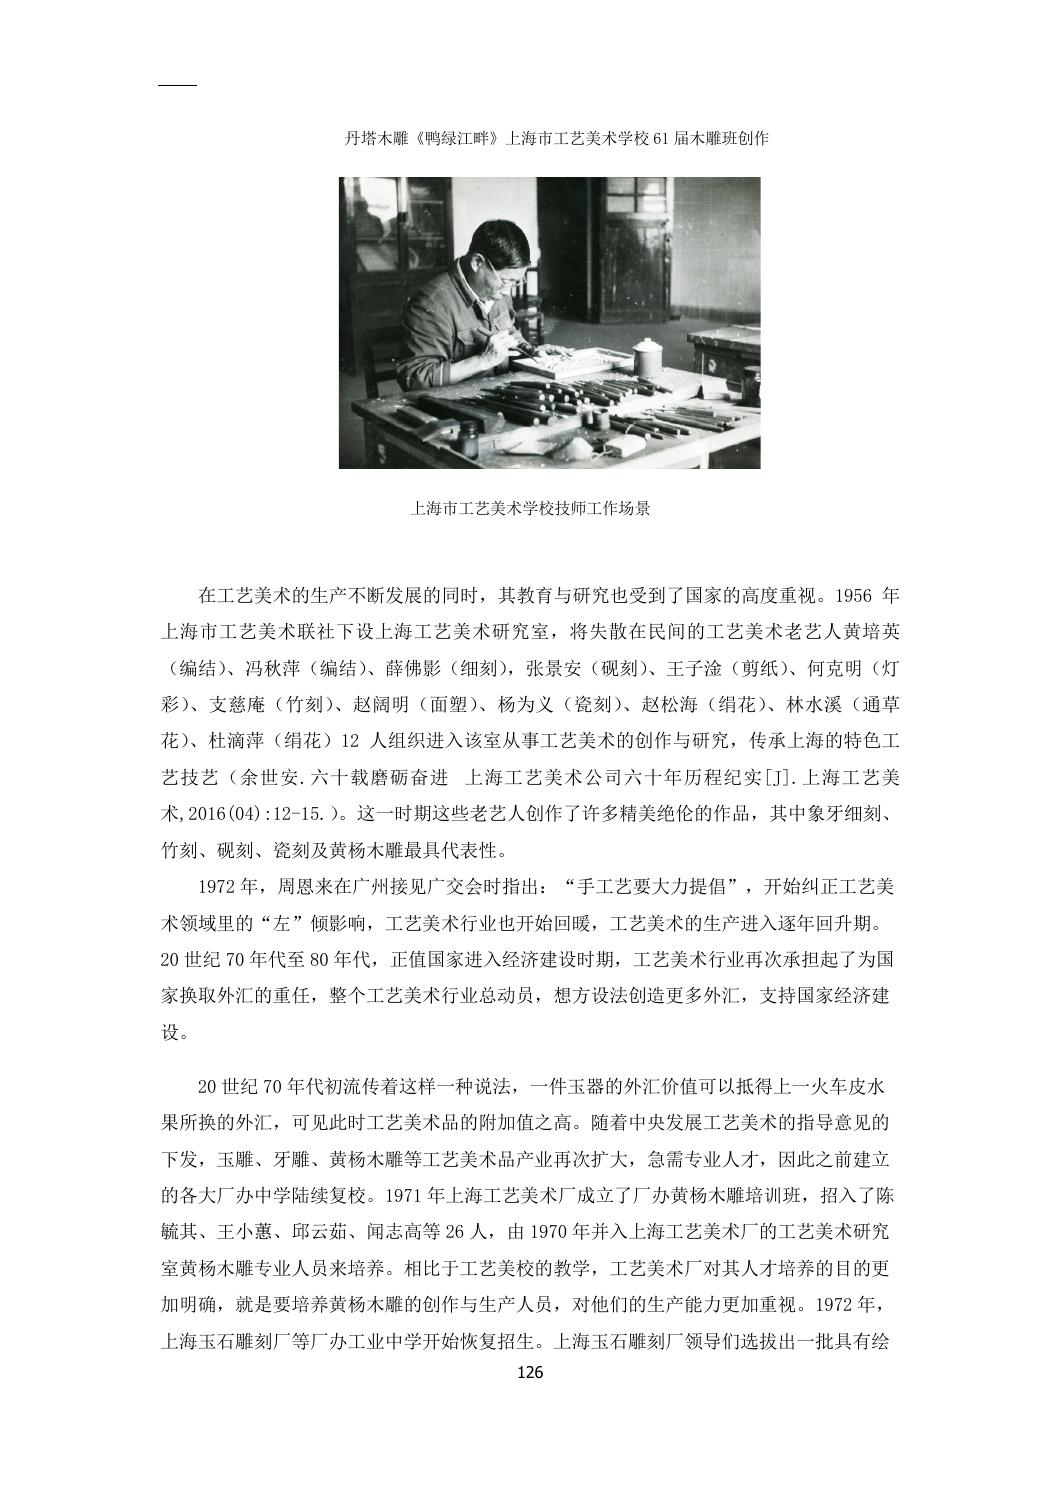 丹塔木雕《鸭绿江畔》上海市工艺美术学校 61 届木雕班创作
上海市工艺美术学校技师工作场景
在工艺美术的生产不断发展的同时，其教育与研究也受到了国家的高度重视。1956 年
上海市工艺美术联社下设上海工艺美术研究室，将失散在民间的工艺美术老艺人黄培英
（编结）、冯秋萍（编结）、薛佛影（细刻），张景安（砚刻）、王子淦（剪纸）、何克明（灯
彩）、支慈庵（竹刻）、赵阔明（面塑）、杨为义（瓷刻）、赵松海（绢花）、林水溪（通草
花）、杜滴萍（绢花）12 人组织进入该室从事工艺美术的创作与研究，传承上海的特色工
艺技艺（余世安.六十载磨砺奋进 上海工艺美术公司六十年历程纪实[J].上海工艺美
术,2016(04):12-15.）。这一时期这些老艺人创作了许多精美绝伦的作品，其中象牙细刻、
竹刻、砚刻、瓷刻及黄杨木雕最具代表性。
1972 年，周恩来在广州接见广交会时指出：“手工艺要大力提倡”，开始纠正工艺美
术领域里的“左”倾影响，工艺美术行业也开始回暖，工艺美术的生产进入逐年回升期。
20 世纪 70 年代至 80 年代，正值国家进入经济建设时期，工艺美术行业再次承担起了为国
家换取外汇的重任，整个工艺美术行业总动员，想方设法创造更多外汇，支持国家经济建
设。
20 世纪 70 年代初流传着这样一种说法，一件玉器的外汇价值可以抵得上一火车皮水
果所换的外汇，可见此时工艺美术品的附加值之高。随着中央发展工艺美术的指导意见的
下发，玉雕、牙雕、黄杨木雕等工艺美术品产业再次扩大，急需专业人才，因此之前建立
的各大厂办中学陆续复校。1971 年上海工艺美术厂成立了厂办黄杨木雕培训班，招入了陈
毓其、王小蕙、邱云茹、闻志高等 26 人，由 1970 年并入上海工艺美术厂的工艺美术研究
室黄杨木雕专业人员来培养。相比于工艺美校的教学，工艺美术厂对其人才培养的目的更
加明确，就是要培养黄杨木雕的创作与生产人员，对他们的生产能力更加重视。1972 年，
上海玉石雕刻厂等厂办工业中学开始恢复招生。上海玉石雕刻厂领导们选拔出一批具有绘
126